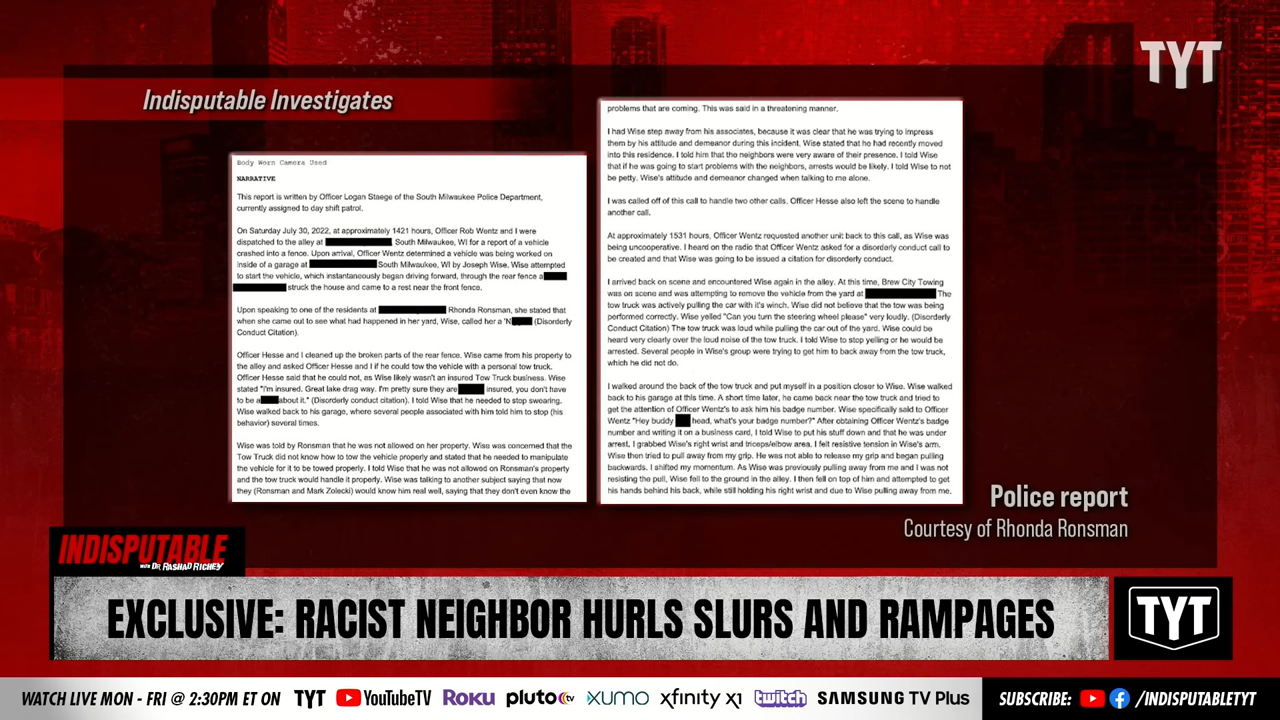 TYT
Indisputable Investigates
Body Worn Camera Used
NARRATIVE
This report is written by Officer Logan Staege of the South Milwaukee Police Department,
currently assigned to day shift patrol.
On Saturday July 30, 2022, at approximately 1421 hours, Officer Rob Wentz and I were
dispatched to the alley at South Milwaukee, WI for a report of a vehicle
crashed into a fence. Upon arrival, Officer Wentz determined a vehicle was being worked on
inside of a garage at South Milwaukee, WI by Joseph Wise. Wise attempted
to start the vehicle, which instantaneously began driving forward, through the rear fence a
struck the house and came to a rest near the front fence.
Upon speaking to one of the residents at Rhonda Ronsman, she stated that
when she came out to see what had happened in her yard, Wise, called her a 'N (Disorderly
Conduct Citation).
Officer Hesse and I cleaned up the broken parts of the rear fence. Wise came from his property to
the alley and asked Officer Hesse and I if he could tow the vehicle with a personal tow truck.
Officer Hesse said that he could not, as Wise likely wasn't an insured Tow Truck business. Wise
stated "I'm insured. Great lake drag way. I'm pretty sure they are insured, you don't have
to be a about it." (Disorderly conduct citation). I told Wise that he needed to stop swearing.
Wise walked back to his garage, where several people associated with him told him to stop (his
behavior) several times.
Wise was told by Ronsman that he was not allowed on her property. Wise was concerned that the
Tow Truck did not know how to tow the vehicle properly and stated that he needed to manipulate
the vehicle for it to be towed properly. I told Wise that he was not allowed on Ronsman's property
and the tow truck would handle it properly. Wise was talking to another subject saying that now
they (Ronsman and Mark Zolecki) would know him real well, saying that they don't even know the
problems that are coming. This was said in a threatening manner.
I had Wise step away from his associates, because it was clear that he was trying to impress
them by his attitude and demeanor during this incident. Wise stated that he had recently moved
into this residence. I told him that the neighbors were very aware of their presence. I told Wise
that if he was going to start problems with the neighbors, arrests would be likely. I told Wise to not
be petty. Wise's attitude and demeanor changed when talking to me alone.
I was called off of this call to handle two other calls. Officer Hesse also left the scene to handle
another call.
At approximately 1531 hours, Officer Wentz requested another unit back to this call, as Wise was
being uncooperative. I heard on the radio that Officer Wentz asked for a disorderly conduct call to
be created and that Wise was going to be issued a citation for disorderly conduct.
I arrived back on scene and encountered Wise again in the alley. At this time, Brew City Towing
was on scene and was attempting to remove the vehicle from the yard at The
tow truck was actively pulling the car with it's winch. Wise did not believe that the tow was being
performed correctly. Wise yelled "Can you turn the steering wheel please" very loudly. (Disorderly
Conduct Citation) The tow truck was loud while pulling the car out of the yard. Wise could be
heard very clearly over the loud noise of the tow truck. I told Wise to stop yelling or he would be
arrested. Several people in Wise's group were trying to get him to back away from the tow truck,
which he did not do.
I walked around the back of the tow truck and put myself in a position closer to Wise. Wise walked
back to his garage at this time. A short time later, he came back near the tow truck and tried to
get the attention of Officer Wentz's to ask him his badge number. Wise specifically said to Officer
Wentz "Hey buddy head, what's your badge number?" After obtaining Officer Wentz's badge
number and writing it on a business card, I told Wise to put his stuff down and that he was under
arrest. I grabbed Wise's right wrist and triceps/elbow area. I felt resistive tension in Wise's arm.
Wise then tried to pull away from my grip. He was not able to release my grip and began pulling
backwards. I shifted my momentum. As Wise was previously pulling away from me and I was not
resisting the pull, Wise fell to the ground in the alley. I then fell on top of him and attempted to get
his hands behind his back, while still holding his right wrist and due to Wise pulling away from me.
Police report
Courtesy of Rhonda Ronsman
INDISPUTABLE
WITH DR. RASHAD RICHEY
EXCLUSIVE: RACIST NEIGHBOR HURLS SLURS AND RAMPAGES
TYT
WATCH LIVE MON - FRI @ 2:30PM ET ON TYT YouTubeTV ROKU pluto tv xumo xfinity x1 twitch SAMSUNG TV Plus SUBSCRIBE: /INDISPUTABLETYT